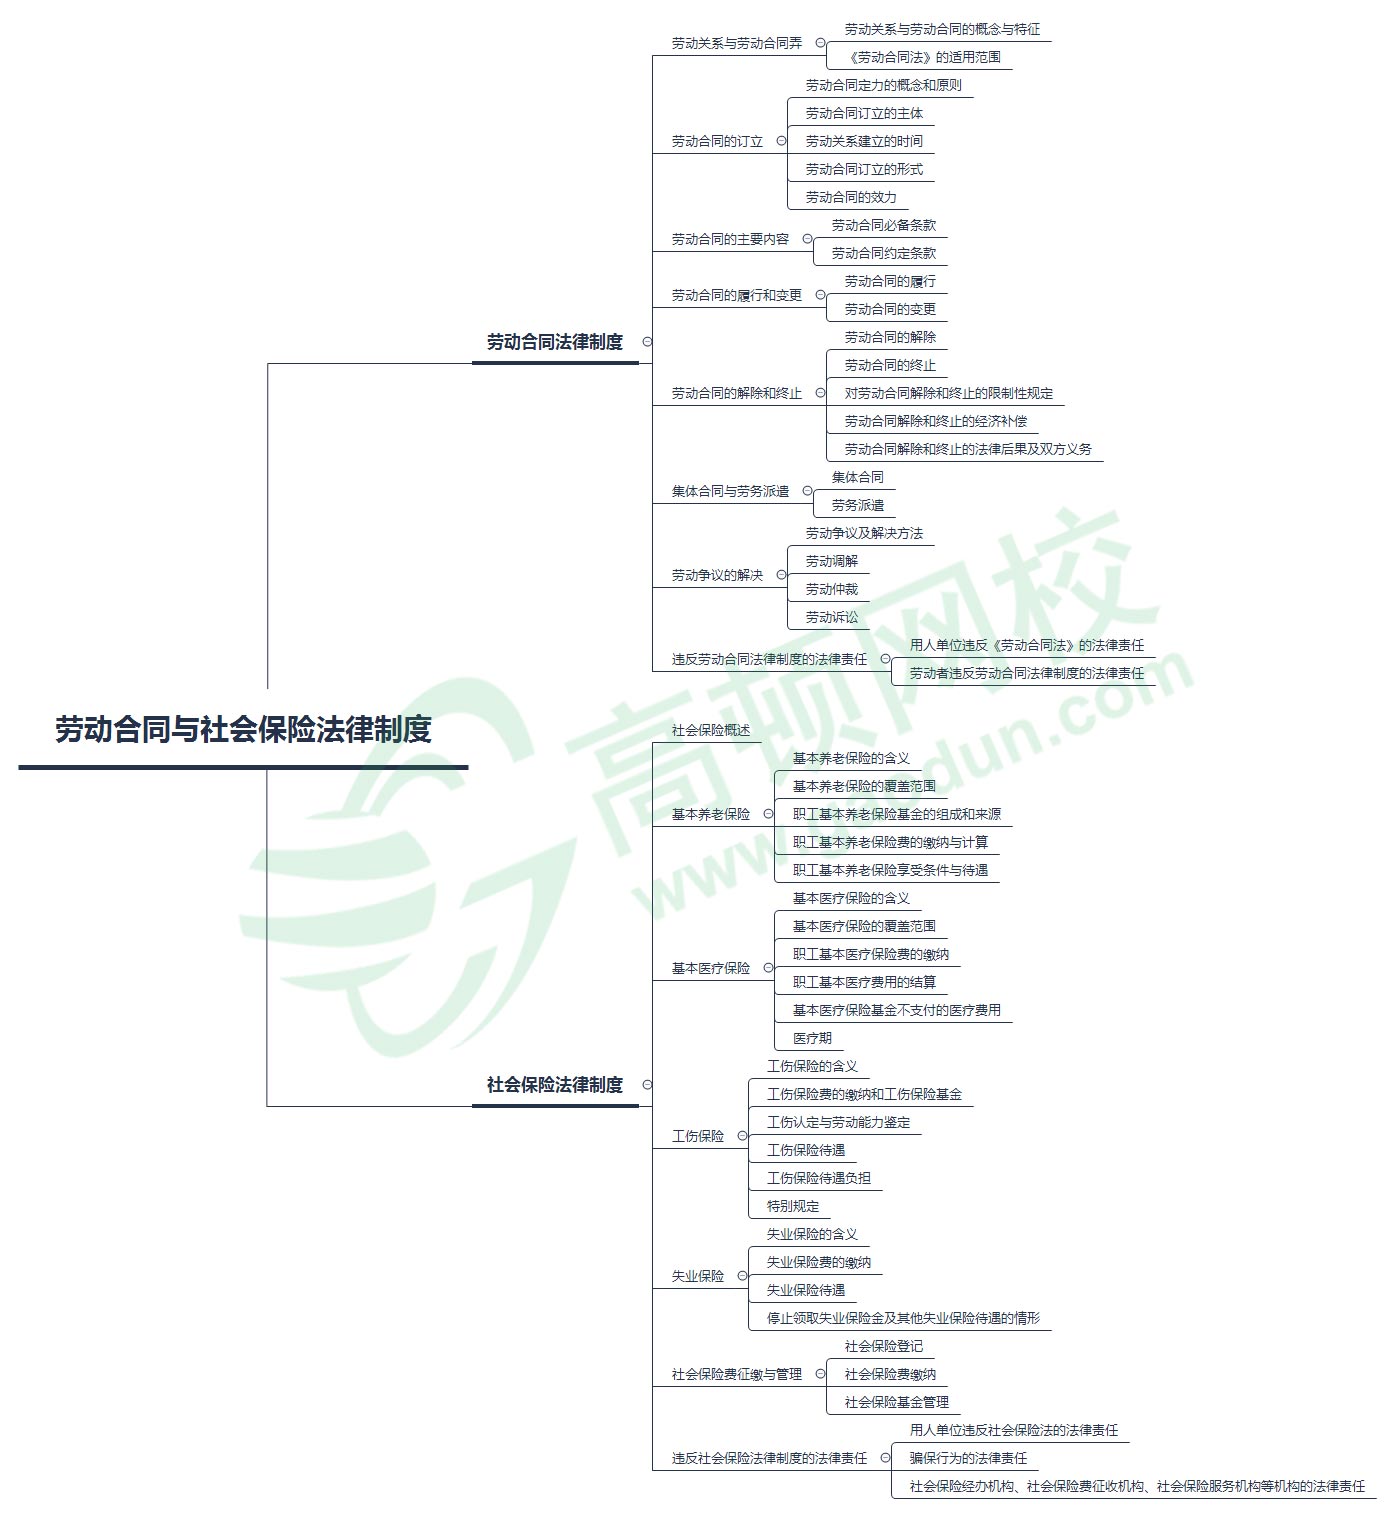 劳动合同与社会保险法律制度
劳动合同法律制度
劳动关系与劳动合同弄
劳动关系与劳动合同的概念与特征
《劳动合同法》的适用范围
劳动合同的订立
劳动合同定力的概念和原则
劳动合同订立的主体
劳动关系建立的时间
劳动合同订立的形式
劳动合同的效力
劳动合同的主要内容
劳动合同必备条款
劳动合同约定条款
劳动合同的履行和变更
劳动合同的履行
劳动合同的变更
劳动合同的解除和终止
劳动合同的解除
劳动合同的终止
对劳动合同解除和终止的限制性规定
劳动合同解除和终止的经济补偿
劳动合同解除和终止的法律后果及双方义务
集体合同与劳务派遣
集体合同
劳务派遣
劳动争议的解决
劳动争议及解决方法
劳动调解
劳动仲裁
劳动诉讼
违反劳动合同法律制度的法律责任
用人单位违反《劳动合同法》的法律责任
劳动者违反劳动合同法律制度的法律责任
社会保险法律制度
社会保险概述
基本养老保险
基本养老保险的含义
基本养老保险的覆盖范围
职工基本养老保险基金的组成和来源
职工基本养老保险费的缴纳与计算
职工基本养老保险享受条件与待遇
基本医疗保险
基本医疗保险的含义
基本医疗保险的覆盖范围
职工基本医疗保险费的缴纳
职工基本医疗费用的结算
基本医疗保险基金不支付的医疗费用
医疗期
工伤保险
工伤保险的含义
工伤保险费的缴纳和工伤保险基金
工伤认定与劳动能力鉴定
工伤保险待遇
工伤保险待遇负担
特别规定
失业保险
失业保险的含义
失业保险费的缴纳
失业保险待遇
停止领取失业保险金及其他失业保险待遇的情形
社会保险费征缴与管理
社会保险登记
社会保险费缴纳
社会保险基金管理
违反社会保险法律制度的法律责任
用人单位违反社会保险法的法律责任
骗保行为的法律责任
社会保险经办机构、社会保险费征收机构、社会保险服务机构等机构的法律责任
高顿网校
www.gaodun.com